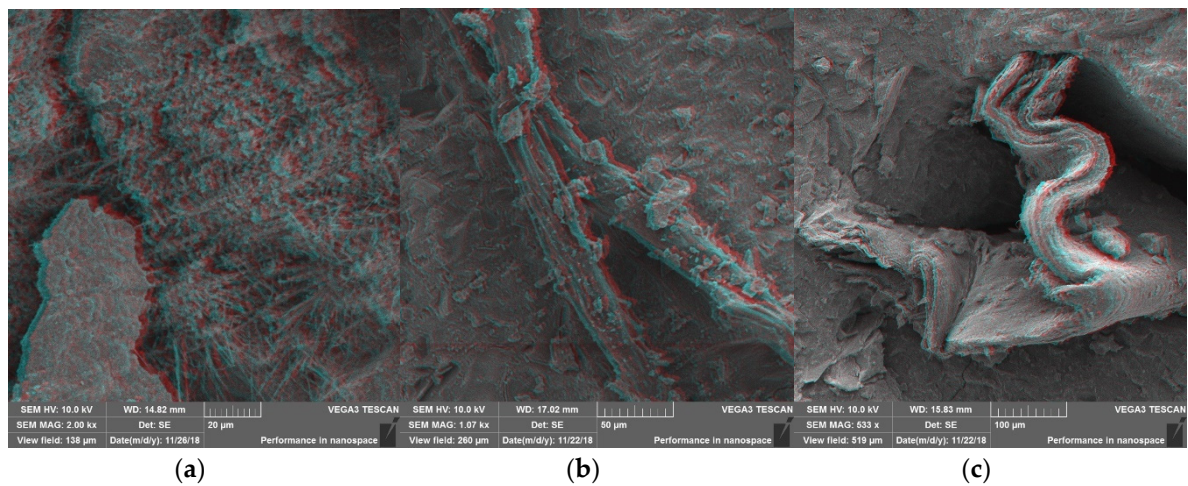 SEM HV: 10.0 kV WD: 14.82 mm VEGA3 TESCAN
SEM MAG: 2.00 kx Det: SE 20 µm
View field: 138 µm Date(m/d/y): 11/26/18 Performance in nanospace
SEM HV: 10.0 kV WD: 17.02 mm VEGA3 TESCAN
SEM MAG: 1.07 kx Det: SE 50 µm
View field: 260 µm Date(m/d/y): 11/22/18 Performance in nanospace
SEM HV: 10.0 kV WD: 15.83 mm VEGA3 TESCAN
SEM MAG: 533 x Det: SE 100 µm
View field: 519 µm Date(m/d/y): 11/22/18 Performance in nanospace
(a) (b) (c)